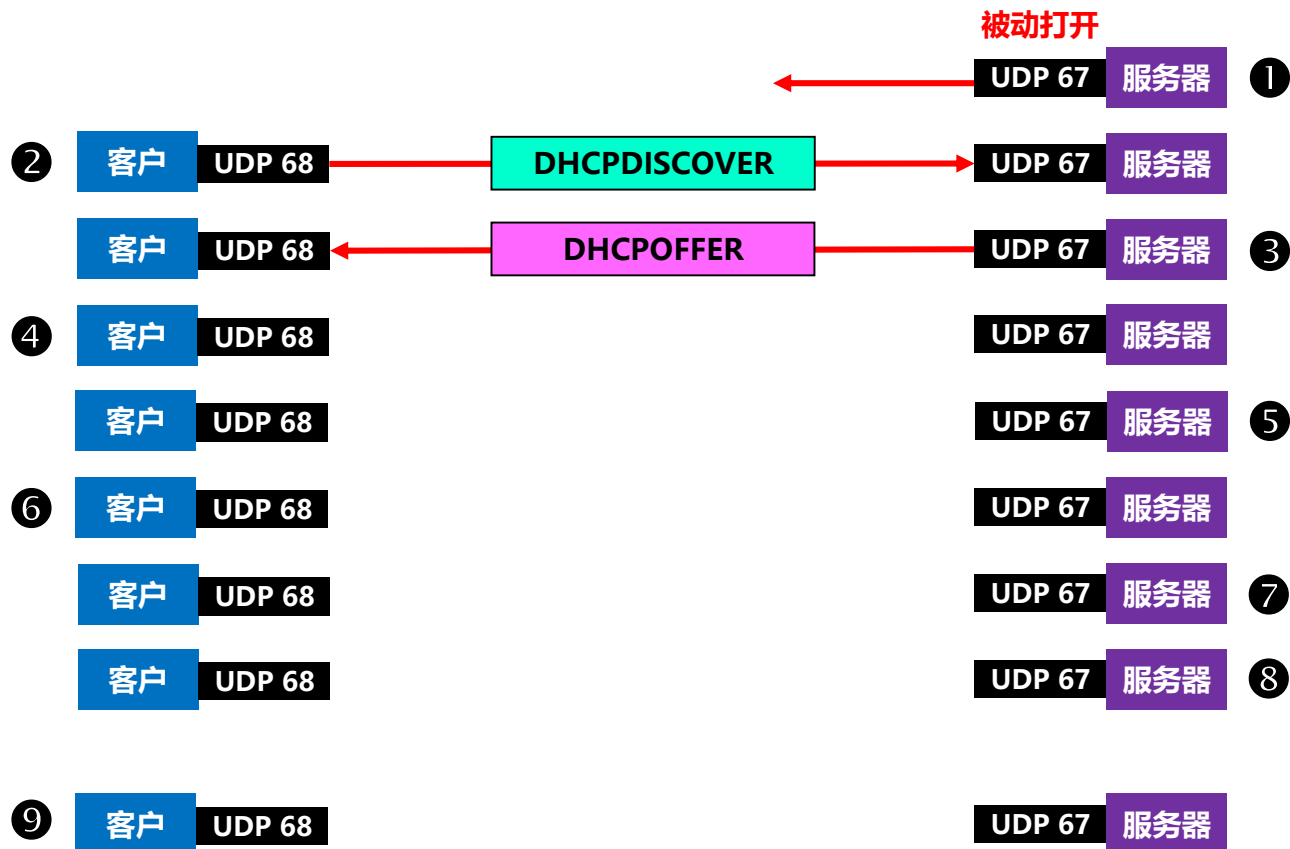 被动打开
UDP 67 服务器 ❶
❷ 客户 UDP 68 DHCPDISCOVER UDP 67 服务器
客户 UDP 68 DHCPOFFER UDP 67 服务器 ❸
❹ 客户 UDP 68 UDP 67 服务器
客户 UDP 68 UDP 67 服务器 ❺
❻ 客户 UDP 68 UDP 67 服务器
客户 UDP 68 UDP 67 服务器 ❼
客户 UDP 68 UDP 67 服务器 ❽
❾ 客户 UDP 68 UDP 67 服务器